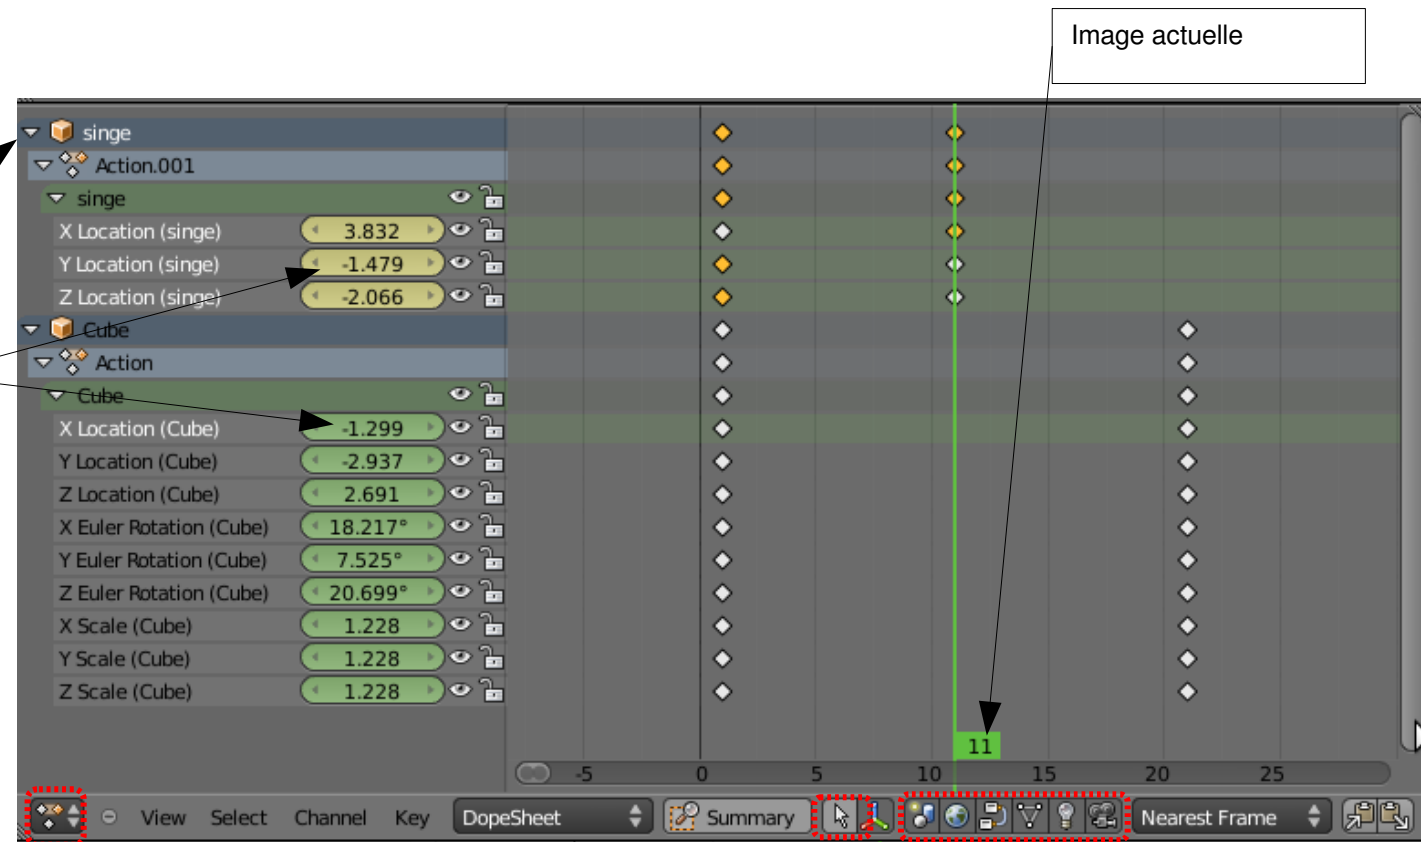 Image actuelle
singe
Action.001
singe
X Location (singe) 3.832
Y Location (singe) -1.479
Z Location (singe) -2.066
Cube
Action
Cube
X Location (Cube) -1.299
Y Location (Cube) -2.937
Z Location (Cube) 2.691
X Euler Rotation (Cube) 18.217°
Y Euler Rotation (Cube) 7.525°
Z Euler Rotation (Cube) 20.699°
X Scale (Cube) 1.228
Y Scale (Cube) 1.228
Z Scale (Cube) 1.228
11
-5 0 5 10 15 20 25
View Select Channel Key DopeSheet Summary Nearest Frame